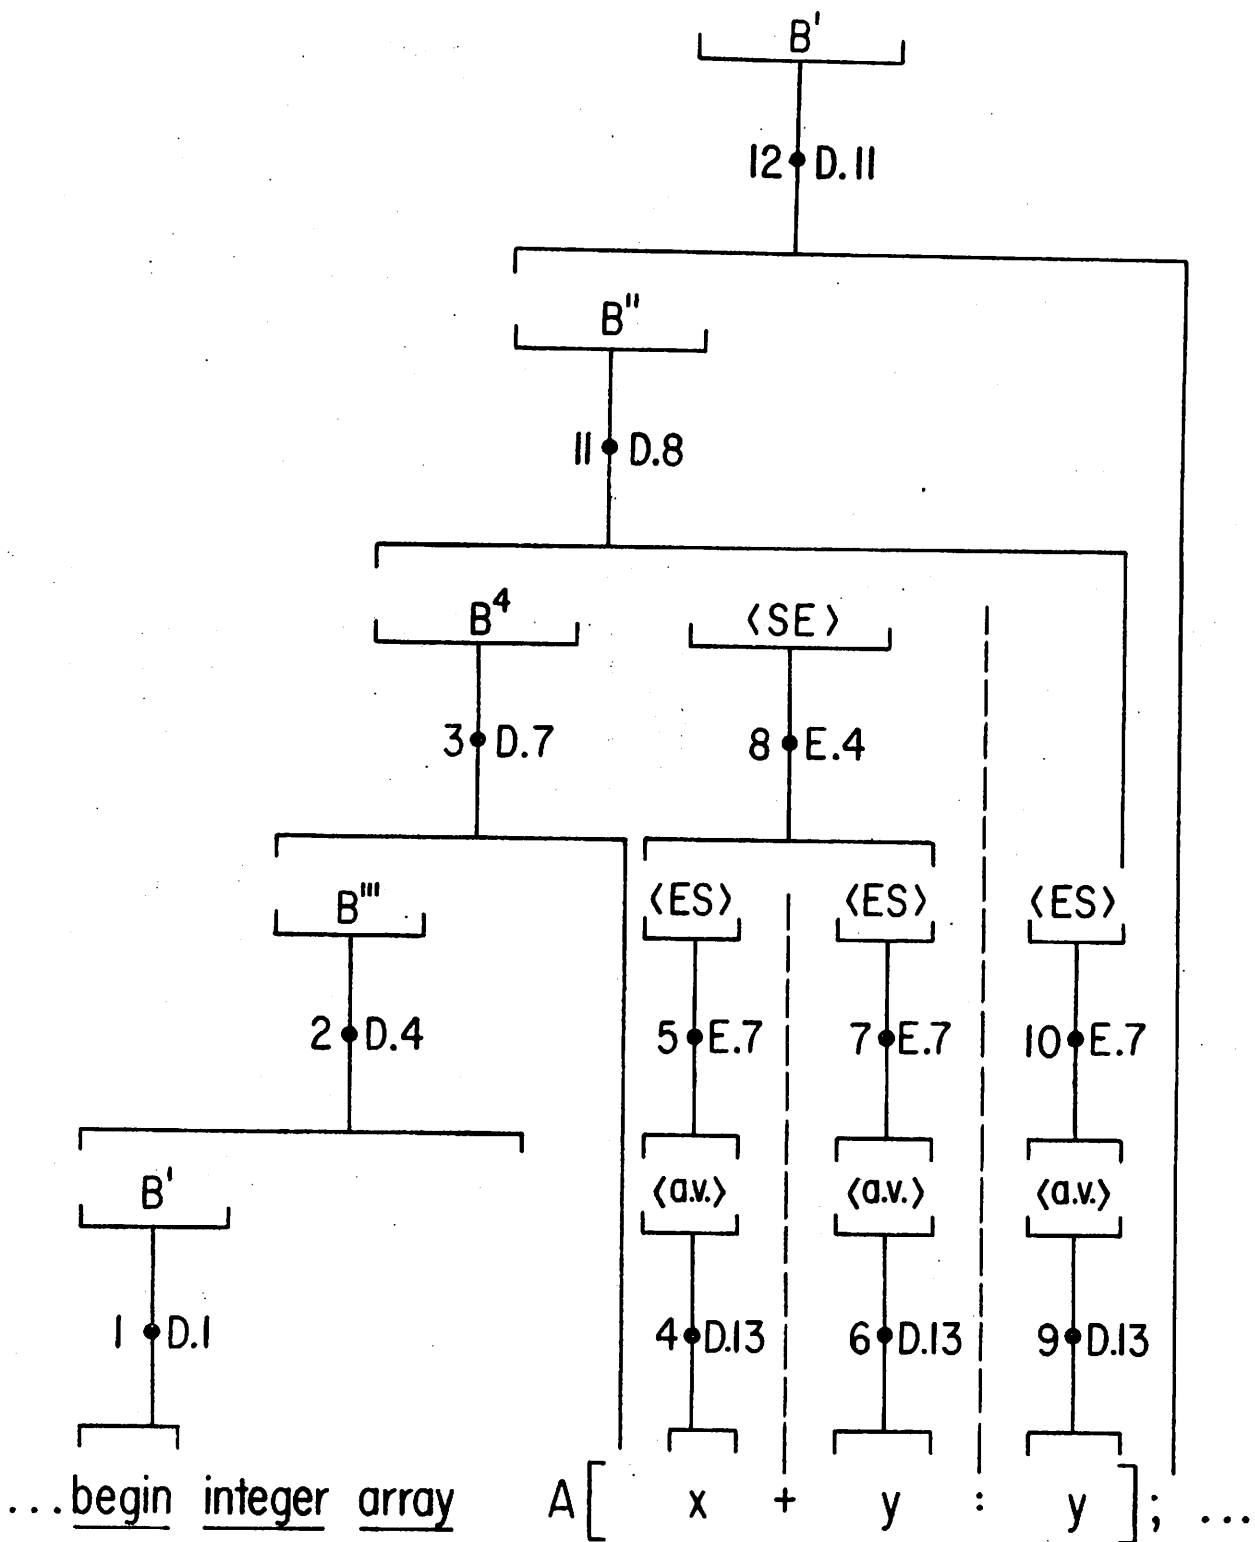 B'
12 D.11
B''
11 D.8
B⁴ ⟨SE⟩
3 D.7 8 E.4
B''' ⟨ES⟩ ⟨ES⟩ ⟨ES⟩
2 D.4 5 E.7 7 E.7 10 E.7
B' ⟨a.v.⟩ ⟨a.v.⟩ ⟨a.v.⟩
1 D.1 4 D.13 6 D.13 9 D.13
...begin integer array A[ x + y : y ]; ...